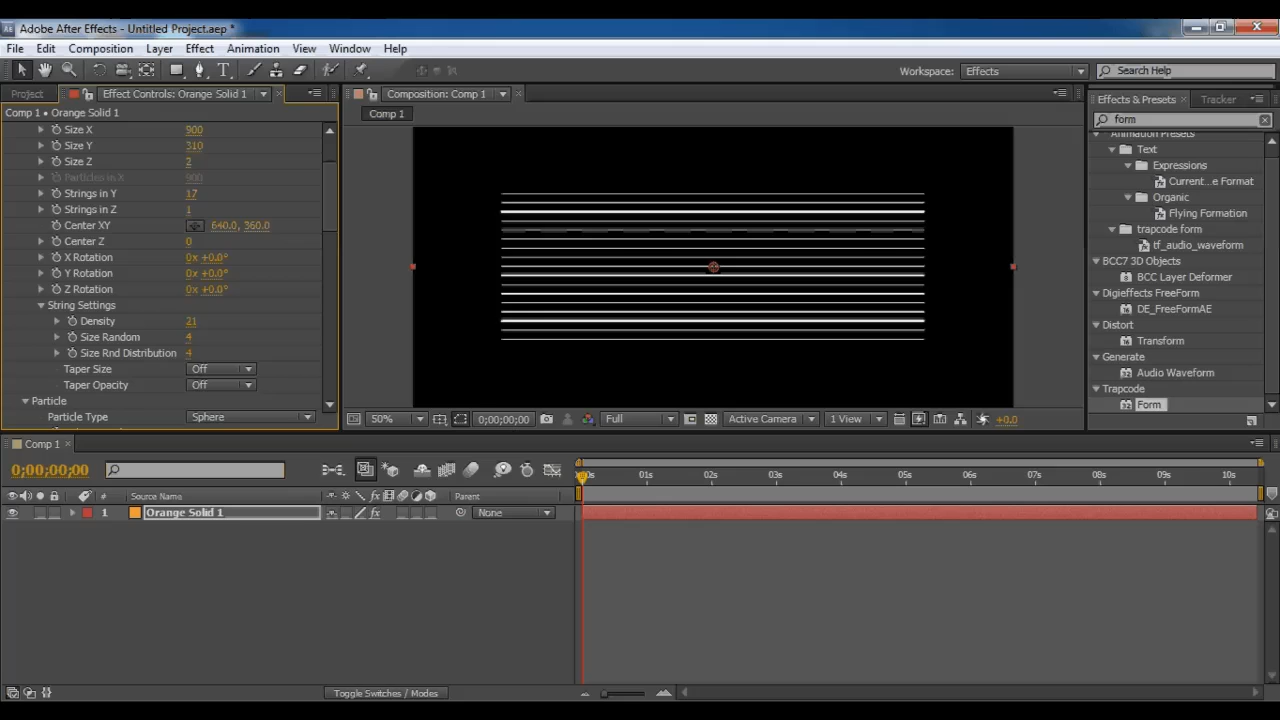 Adobe After Effects - Untitled Project.aep *
File Edit Composition Layer Effect Animation View Window Help
Workspace: Effects Search Help
Project Effect Controls: Orange Solid 1
Comp 1 • Orange Solid 1
Size X 900
Size Y 310
Size Z 2
Particles in X 900
Strings in Y 17
Strings in Z 1
Center XY 640.0, 360.0
Center Z 0
X Rotation 0x +0.0°
Y Rotation 0x +0.0°
Z Rotation 0x +0.0°
String Settings
Density 21
Size Random 4
Size Rnd Distribution 4
Taper Size Off
Taper Opacity Off
Particle
Particle Type Sphere
Composition: Comp 1
Comp 1
50% 0;00;00;00 Full Active Camera 1 View +0.0
Effects & Presets Tracker
form
Animation Presets
Text
Expressions
Current...e Format
Organic
Flying Formation
trapcode form
tf_audio_waveform
BCC7 3D Objects
BCC Layer Deformer
Digieffects FreeForm
DE_FreeFormAE
Distort
Transform
Generate
Audio Waveform
Trapcode
Form
Comp 1
0;00;00;00
# Source Name Parent
1 Orange Solid 1 None
01s 02s 03s 04s 05s 06s 07s 08s 09s 10s
Toggle Switches / Modes